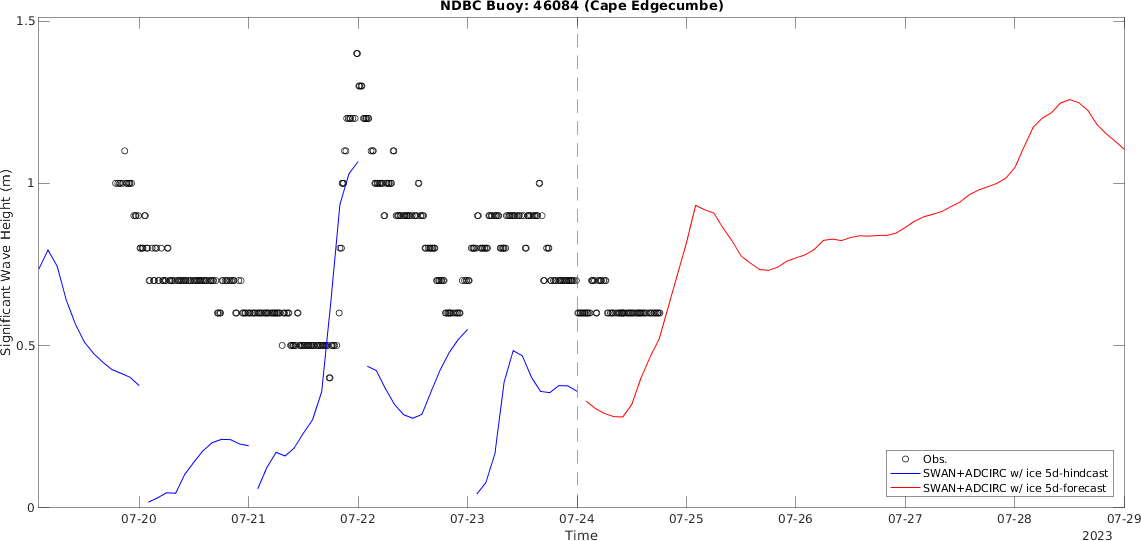 NDBC Buoy: 46084 (Cape Edgecumbe)
1.5
1
0.5
0
Significant Wave Height (m)
Obs.
SWAN+ADCIRC w/ ice 5d-hindcast
SWAN+ADCIRC w/ ice 5d-forecast
07-20 07-21 07-22 07-23 07-24 07-25 07-26 07-27 07-28 07-29
Time
2023